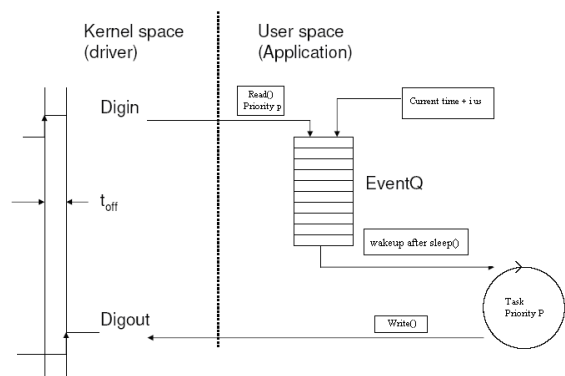 Kernel space
(driver)
User space
(Application)
Digin
Read()
Priority p
Current time + i us
EventQ
toff
wakeup after sleep()
Task
Priority P
Digout
Write()